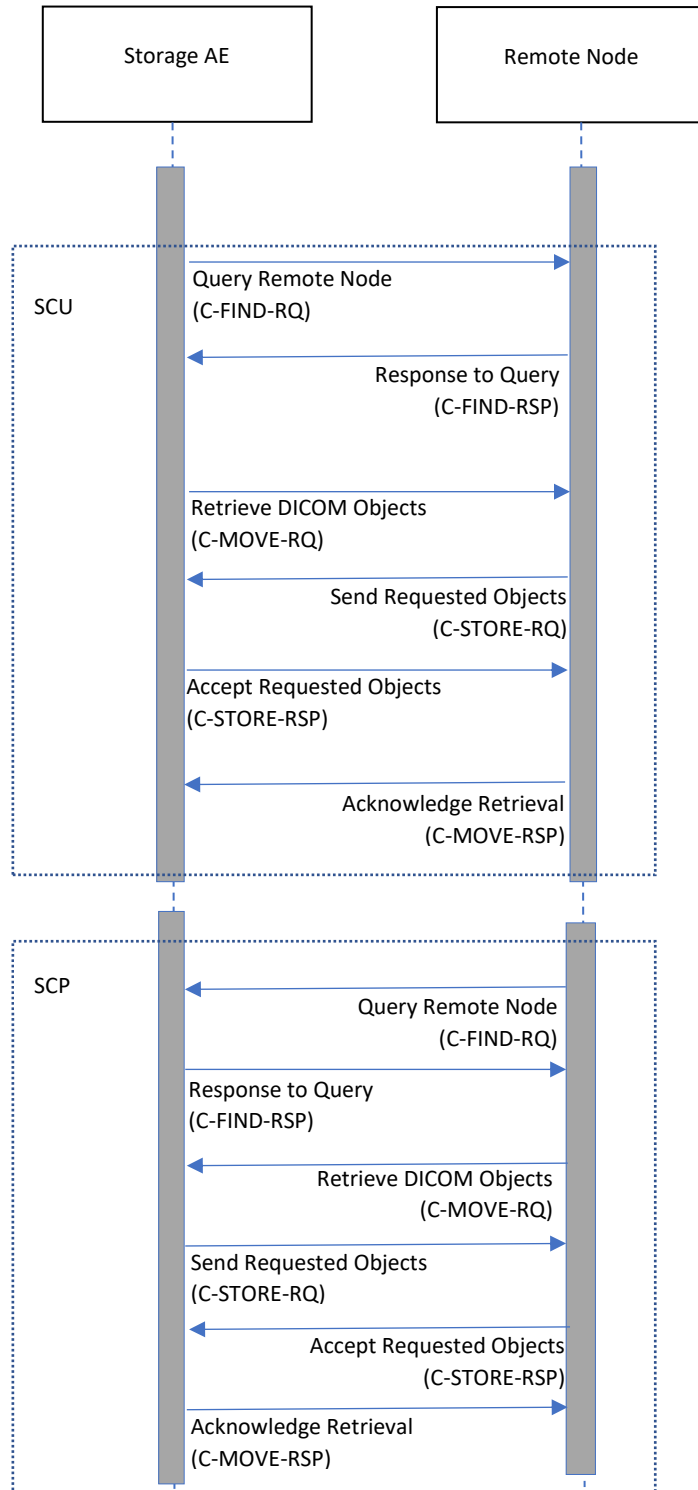 Storage AE
Remote Node
SCU
Query Remote Node
(C-FIND-RQ)
Response to Query
(C-FIND-RSP)
Retrieve DICOM Objects
(C-MOVE-RQ)
Send Requested Objects
(C-STORE-RQ)
Accept Requested Objects
(C-STORE-RSP)
Acknowledge Retrieval
(C-MOVE-RSP)
SCP
Query Remote Node
(C-FIND-RQ)
Response to Query
(C-FIND-RSP)
Retrieve DICOM Objects
(C-MOVE-RQ)
Send Requested Objects
(C-STORE-RQ)
Accept Requested Objects
(C-STORE-RSP)
Acknowledge Retrieval
(C-MOVE-RSP)